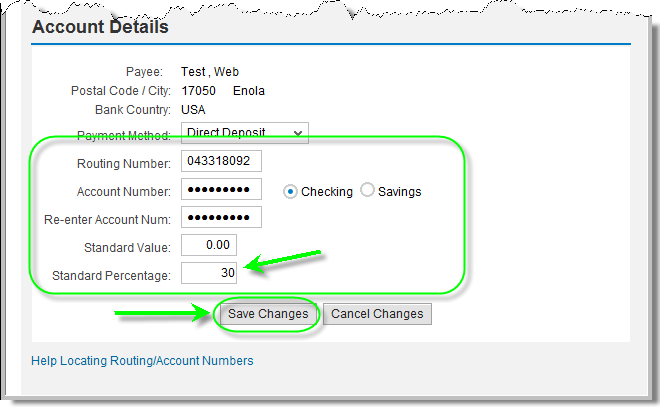 Account Details
Payee: Test , Web
Postal Code / City: 17050 Enola
Bank Country: USA
Payment Method: Direct Deposit
Routing Number: 043318092
Account Number: ●●●●●●●●● Checking Savings
Re-enter Account Num: ●●●●●●●●●
Standard Value: 0.00
Standard Percentage: 30
Save Changes Cancel Changes
Help Locating Routing/Account Numbers